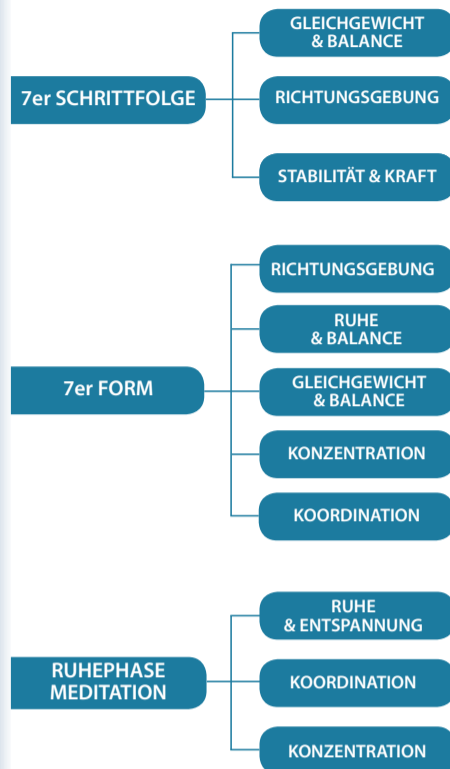 7er SCHRITTFOLGE
GLEICHGEWICHT
& BALANCE
RICHTUNGSGEBUNG
STABILITÄT & KRAFT
7er FORM
RICHTUNGSGEBUNG
RUHE
& BALANCE
GLEICHGEWICHT
& BALANCE
KONZENTRATION
KOORDINATION
RUHEPHASE
MEDITATION
RUHE
& ENTSPANNUNG
KOORDINATION
KONZENTRATION